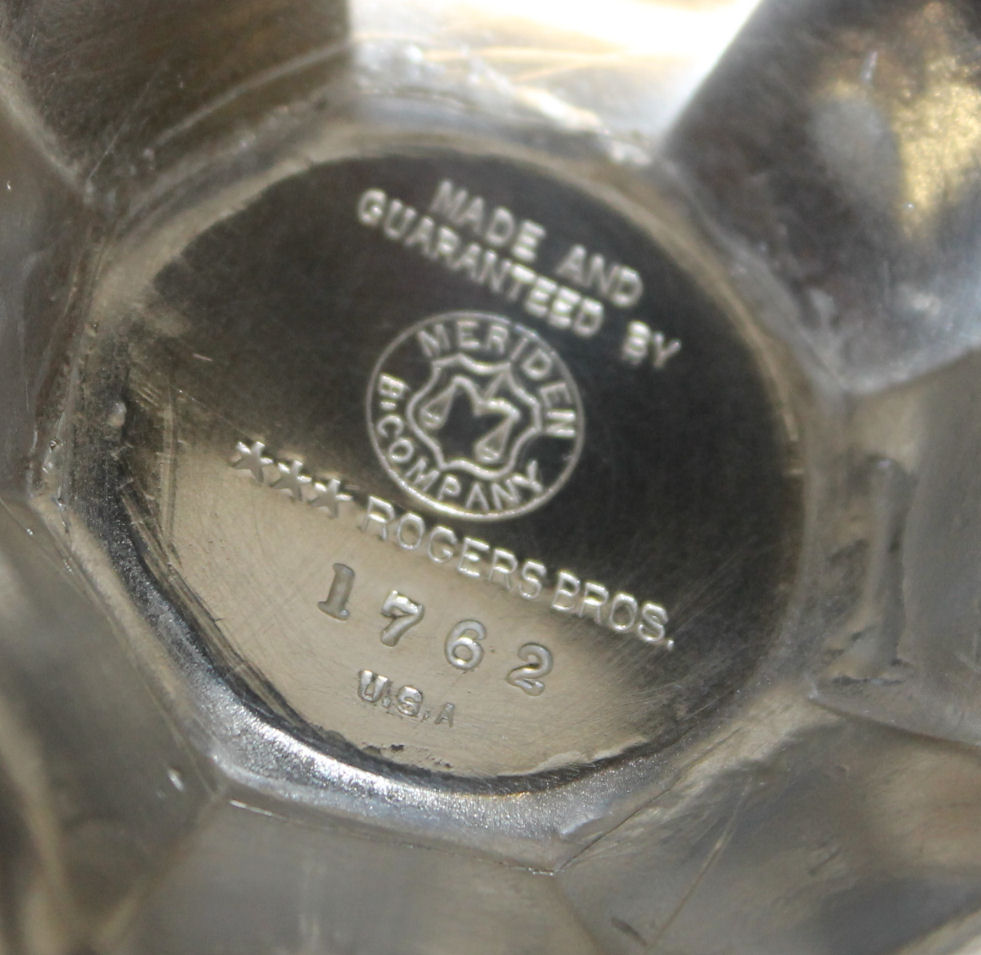 MADE AND
GUARANTEED BY
MERIDEN
B. COMPANY
★★★ ROGERS BROS.
1762
U.S.A